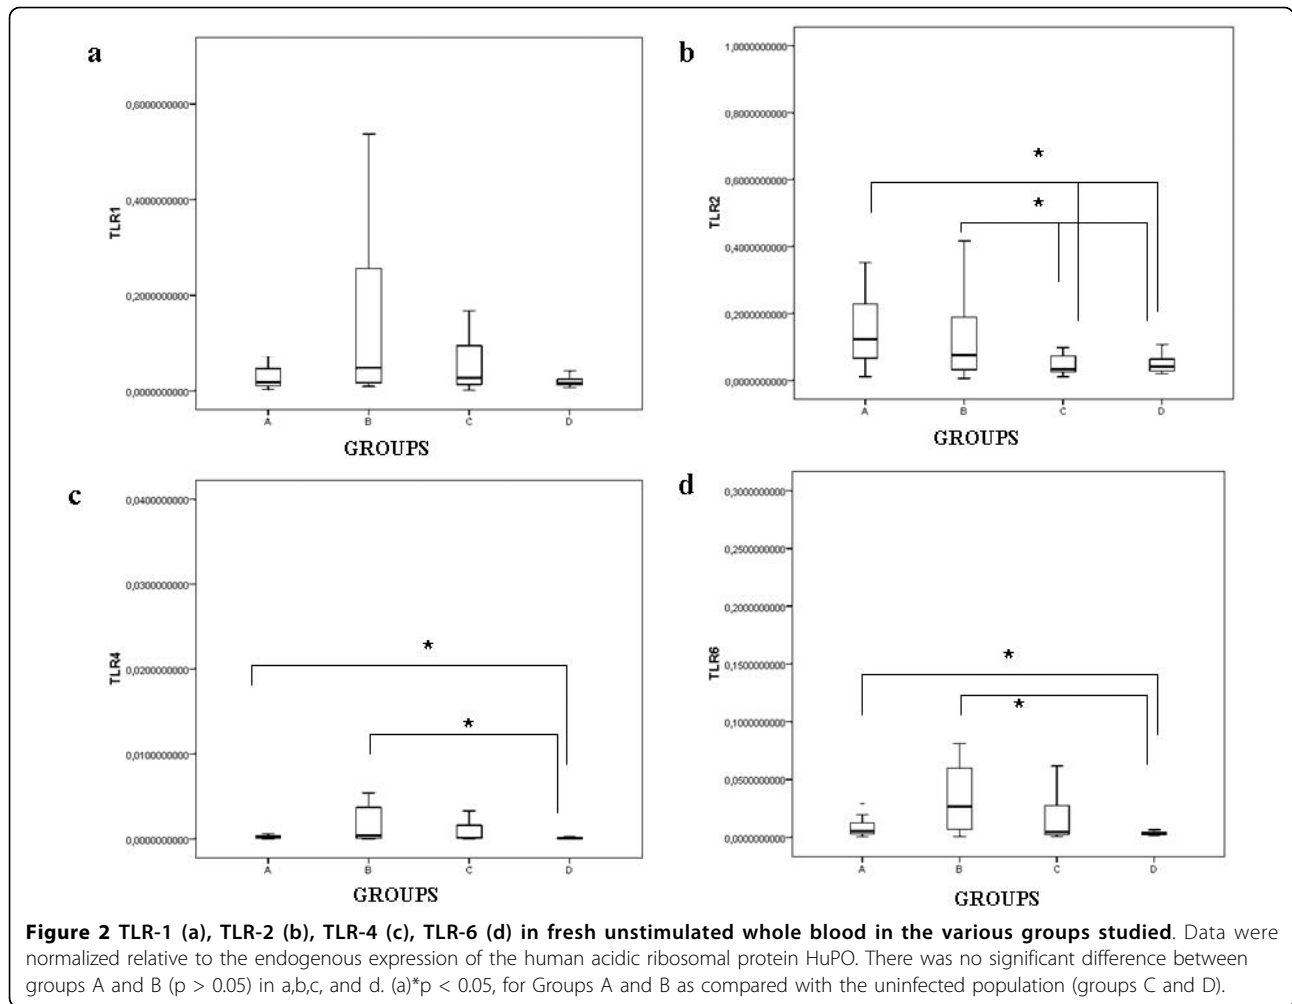 a
0,6000000000
0,4000000000
0,2000000000
0,0000000000
TLR1
A B C D
GROUPS
b
1,0000000000
0,8000000000
0,6000000000
0,4000000000
0,2000000000
0,0000000000
TLR2
*
*
A B C D
GROUPS
c
0,0400000000
0,0300000000
0,0200000000
0,0100000000
0,0000000000
TLR4
*
*
A B C D
GROUPS
d
0,3000000000
0,2500000000
0,2000000000
0,1500000000
0,1000000000
0,0500000000
0,0000000000
TLR6
*
*
A B C D
GROUPS
Figure 2 TLR-1 (a), TLR-2 (b), TLR-4 (c), TLR-6 (d) in fresh unstimulated whole blood in the various groups studied. Data were
normalized relative to the endogenous expression of the human acidic ribosomal protein HuPO. There was no significant difference between
groups A and B (p > 0.05) in a,b,c, and d. (a)*p < 0.05, for Groups A and B as compared with the uninfected population (groups C and D).